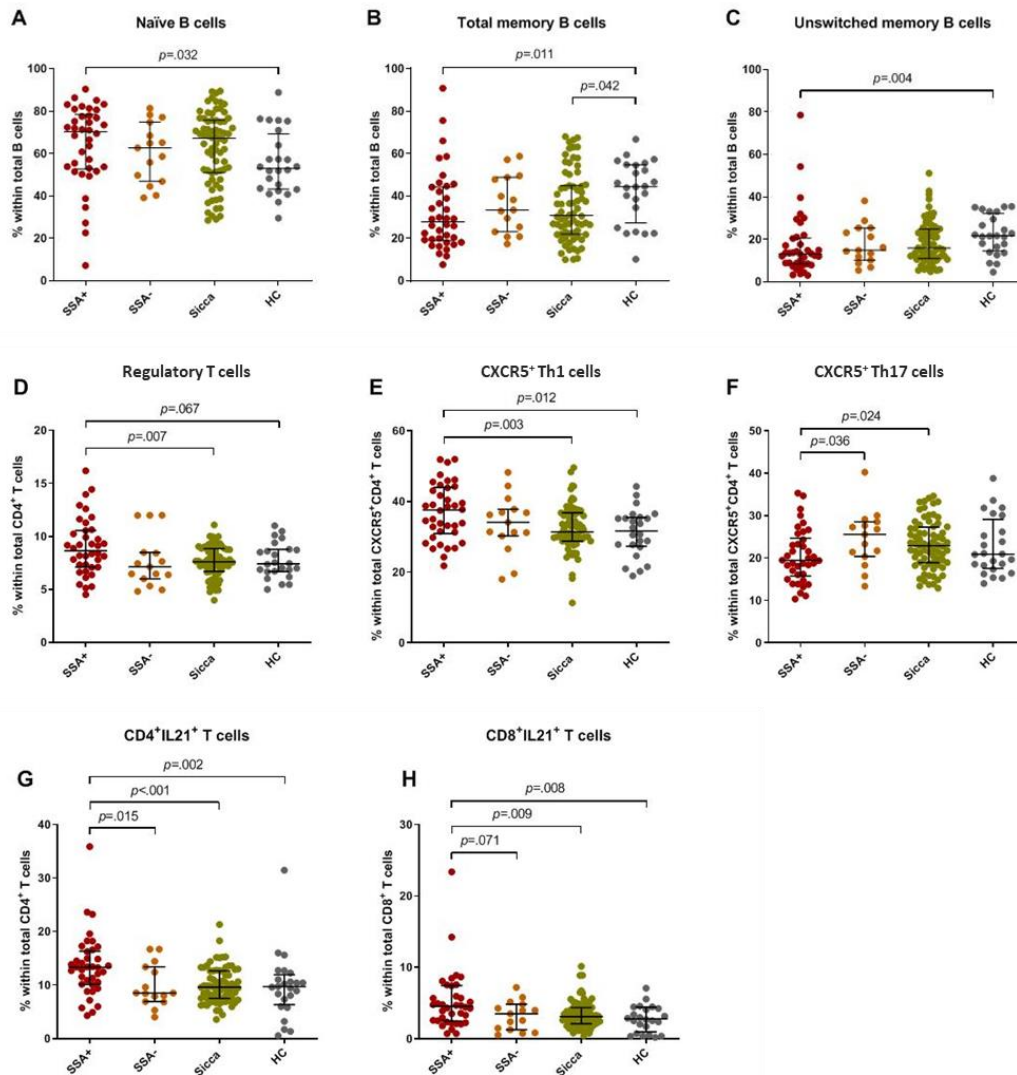 A
Naïve B cells
p=.032
% within total B cells
100
80
60
40
20
0
SSA+
SSA-
Sicca
HC
B
Total memory B cells
p=.011
p=.042
% within total B cells
100
80
60
40
20
0
SSA+
SSA-
Sicca
HC
C
Unswitched memory B cells
p=.004
% within total B cells
100
80
60
40
20
0
SSA+
SSA-
Sicca
HC
D
Regulatory T cells
p=.067
p=.007
% within total CD4⁺ T cells
20
15
10
5
0
SSA+
SSA-
Sicca
HC
E
CXCR5⁺ Th1 cells
p=.012
p=.003
% within total CXCR5⁺CD4⁺ T cells
60
40
20
0
SSA+
SSA-
Sicca
HC
F
CXCR5⁺ Th17 cells
p=.024
p=.036
% within total CXCR5⁺CD4⁺ T cells
50
40
30
20
10
0
SSA+
SSA-
Sicca
HC
G
CD4⁺IL21⁺ T cells
p=.002
p<.001
p=.015
% within total CD4⁺ T cells
40
30
20
10
0
SSA+
SSA-
Sicca
HC
H
CD8⁺IL21⁺ T cells
p=.008
p=.009
p=.071
% within total CD8⁺ T cells
30
20
10
0
SSA+
SSA-
Sicca
HC